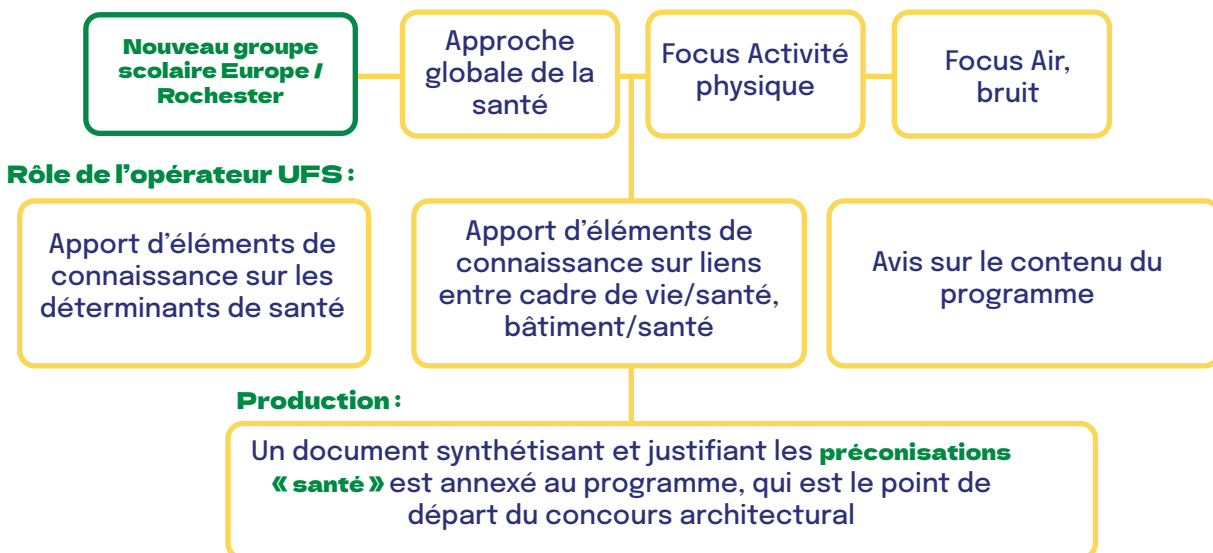 Nouveau groupe
scolaire Europe /
Rochester
Approche
globale de la
santé
Focus Activité
physique
Focus Air,
bruit
Rôle de l'opérateur UFS :
Apport d'éléments de
connaissance sur les
déterminants de santé
Apport d'éléments de
connaissance sur liens
entre cadre de vie/santé,
bâtiment/santé
Avis sur le contenu du
programme
Production :
Un document synthétisant et justifiant les préconisations
« santé » est annexé au programme, qui est le point de
départ du concours architectural